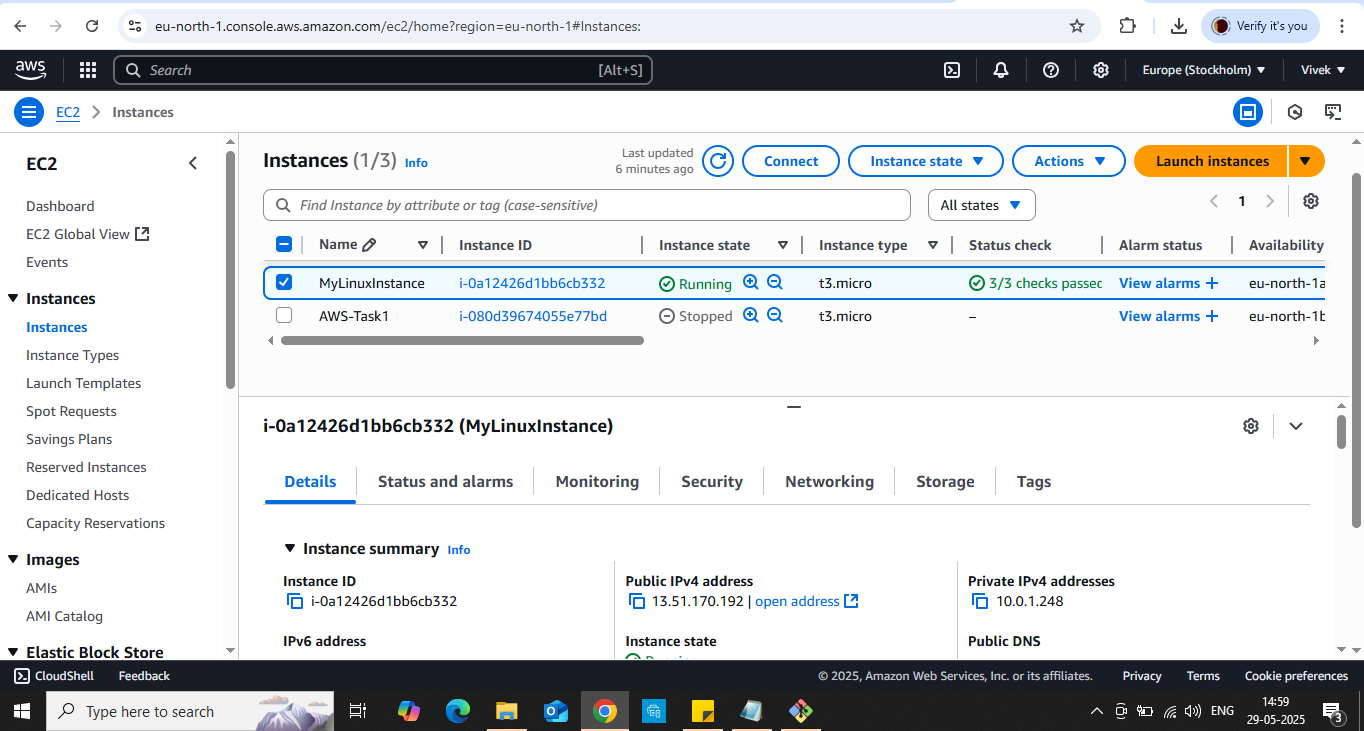 eu-north-1.console.aws.amazon.com/ec2/home?region=eu-north-1#Instances:
Verify it's you
aws
Search
[Alt+S]
Europe (Stockholm)
Vivek
EC2
Instances
EC2
Dashboard
EC2 Global View
Events
Instances
Instances
Instance Types
Launch Templates
Spot Requests
Savings Plans
Reserved Instances
Dedicated Hosts
Capacity Reservations
Images
AMIs
AMI Catalog
Elastic Block Store
Instances (1/3) Info
Last updated
6 minutes ago
Connect
Instance state
Actions
Launch instances
Find Instance by attribute or tag (case-sensitive)
All states
1
Name Instance ID Instance state Instance type Status check Alarm status Availability
MyLinuxInstance i-0a12426d1bb6cb332 Running t3.micro 3/3 checks passed View alarms + eu-north-1a
AWS-Task1 i-080d39674055e77bd Stopped t3.micro – View alarms + eu-north-1b
i-0a12426d1bb6cb332 (MyLinuxInstance)
Details Status and alarms Monitoring Security Networking Storage Tags
Instance summary Info
Instance ID
i-0a12426d1bb6cb332
Public IPv4 address
13.51.170.192 | open address
Private IPv4 addresses
10.0.1.248
IPv6 address
Instance state
Running
Public DNS
CloudShell Feedback
© 2025, Amazon Web Services, Inc. or its affiliates. Privacy Terms Cookie preferences
Type here to search
ENG
14:59
29-05-2025
3